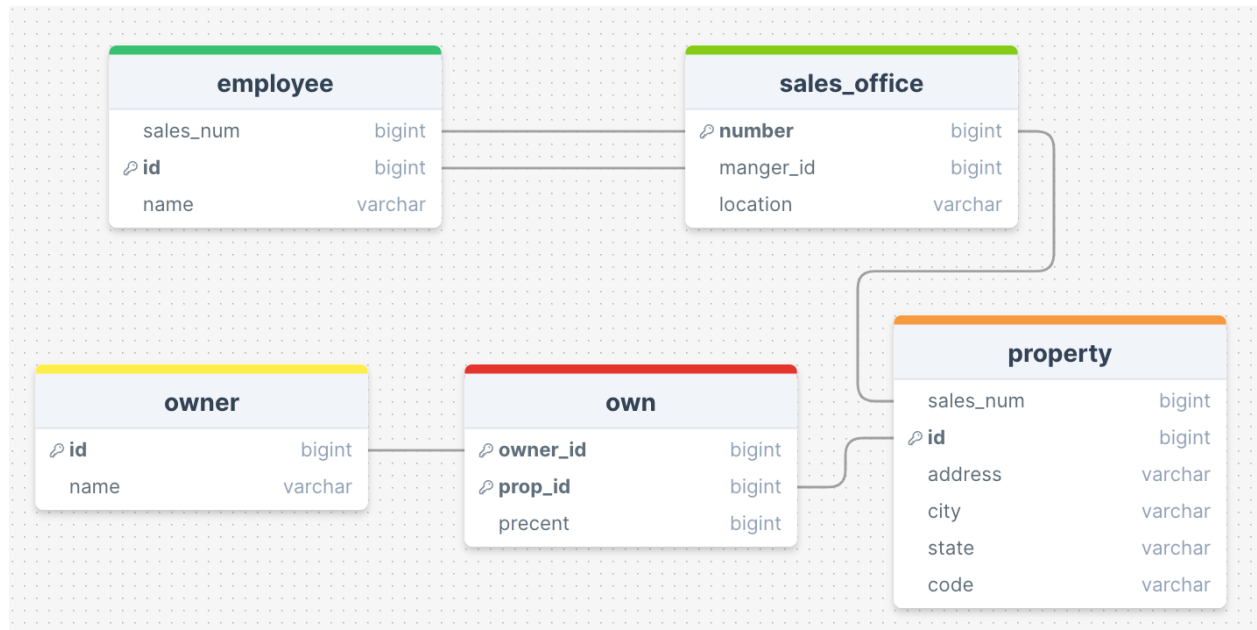 employee
sales_num bigint
id bigint
name varchar
sales_office
number bigint
manger_id bigint
location varchar
owner
id bigint
name varchar
own
owner_id bigint
prop_id bigint
precent bigint
property
sales_num bigint
id bigint
address varchar
city varchar
state varchar
code varchar